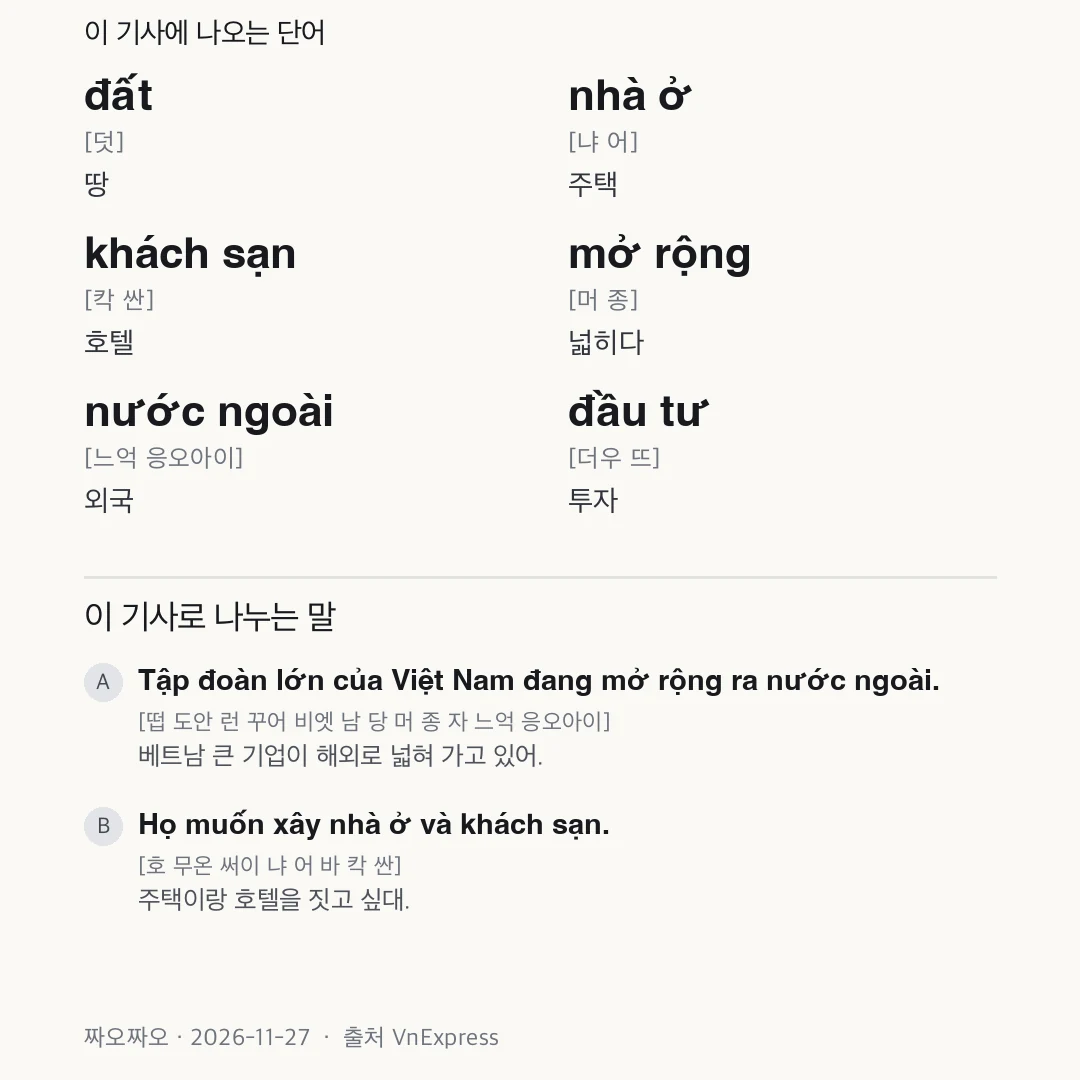 이 기사에 나오는 단어
đất
[덧]
땅
nhà ở
[냐 어]
주택
khách sạn
[칵 싼]
호텔
mở rộng
[머 종]
넓히다
nước ngoài
[느억 응오아이]
외국
đầu tư
[더우 뜨]
투자
이 기사로 나누는 말
A Tập đoàn lớn của Việt Nam đang mở rộng ra nước ngoài.
[떱 도안 런 꾸어 비엣 남 당 머 종 자 느억 응오아이]
베트남 큰 기업이 해외로 넓혀 가고 있어.
B Họ muốn xây nhà ở và khách sạn.
[호 무온 써이 냐 어 바 칵 싼]
주택이랑 호텔을 짓고 싶대.
짜오짜오 · 2026-11-27 · 출처 VnExpress